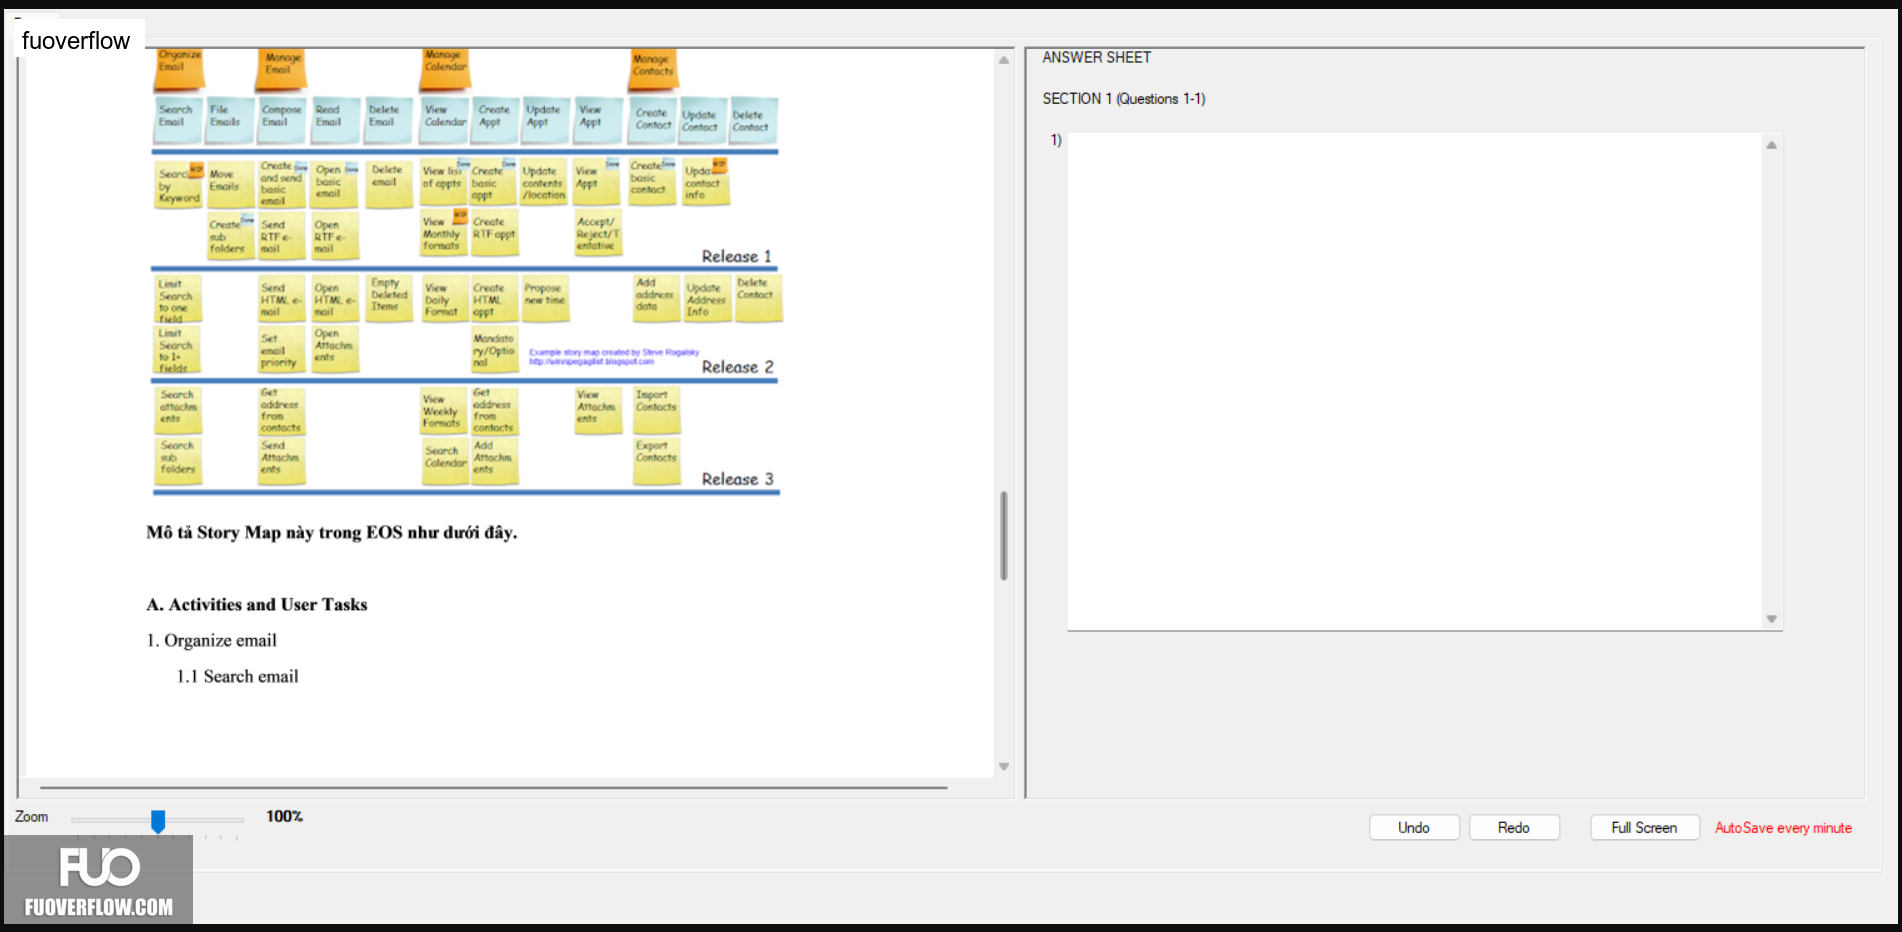 fuoverflow
Organize Email
Manage Email
Manage Calendar
Manage Contacts
Search Email
File Emails
Compose Email
Read Email
Delete Email
View Calendar
Create Appt
Update Appt
View Appt
Create Contact
Update Contact
Delete Contact
Search by Keyword
WIP
Move Emails
Create and send basic email
Done
Open basic email
Done
Delete email
View list of appts
Done
Create basic appt
Done
Update contents /location
View Appt
Done
Create basic contact
Done
Update contact info
WIP
Create sub folders
Done
Send RTF e-mail
Open RTF e-mail
View Monthly formats
WIP
Create RTF appt
Accept/ Reject/T entative
Release 1
Limit Search to one field
Send HTML e-mail
Open HTML e-mail
Empty Deleted Items
View Daily Format
Create HTML appt
Propose new time
Add address data
Update Address Info
Delete Contact
Limit Search to 1+ fields
Set email priority
Open Attachm ents
Mandato ry/Optio nal
Example story map created by Steve Rogalsky
http://winnipegagilist.blogspot.com
Release 2
Search attachm ents
Get address from contacts
View Weekly Formats
Get address from contacts
View Attachm ents
Import Contacts
Search sub folders
Send Attachm ents
Search Calendar
Add Attachm ents
Export Contacts
Release 3
Mô tả Story Map này trong EOS như dưới đây.
A. Activities and User Tasks
1. Organize email
1.1 Search email
ANSWER SHEET
SECTION 1 (Questions 1-1)
1)
Zoom
100%
Undo
Redo
Full Screen
AutoSave every minute
FUO
FUOVERFLOW.COM